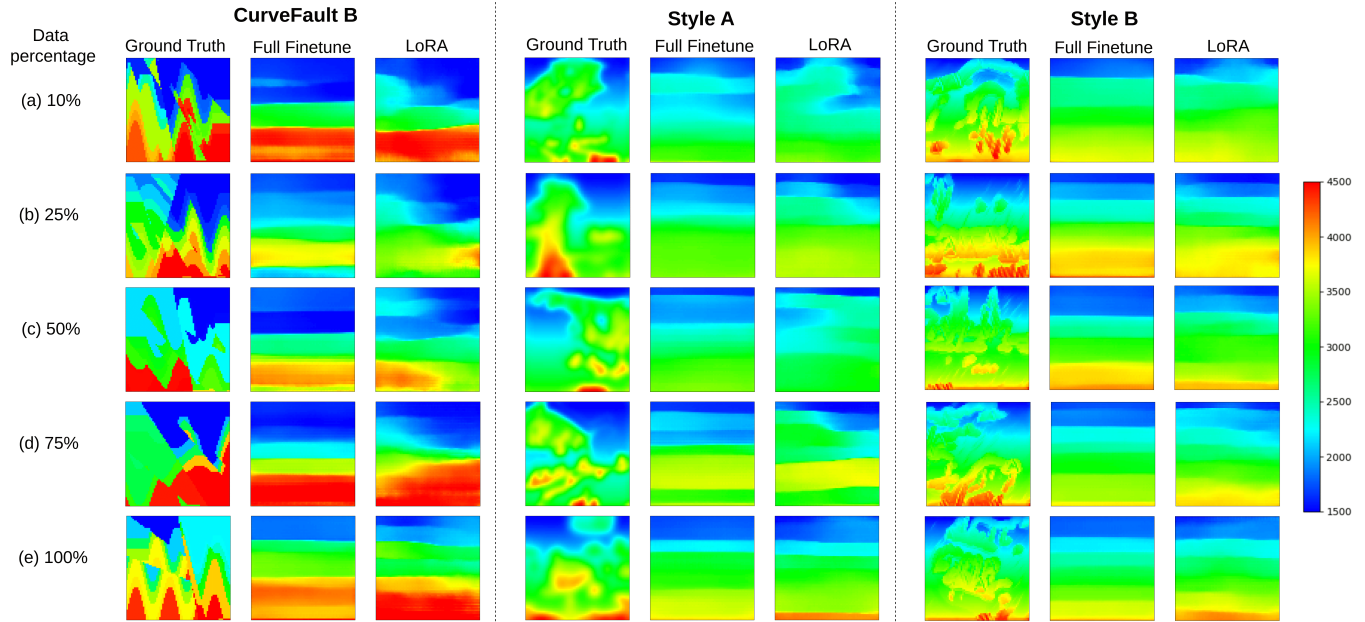 CurveFault B
Style A
Style B
Data
percentage
Ground Truth
Full Finetune
LoRA
Ground Truth
Full Finetune
LoRA
Ground Truth
Full Finetune
LoRA
(a) 10%
(b) 25%
(c) 50%
(d) 75%
(e) 100%
4500
4000
3500
3000
2500
2000
1500